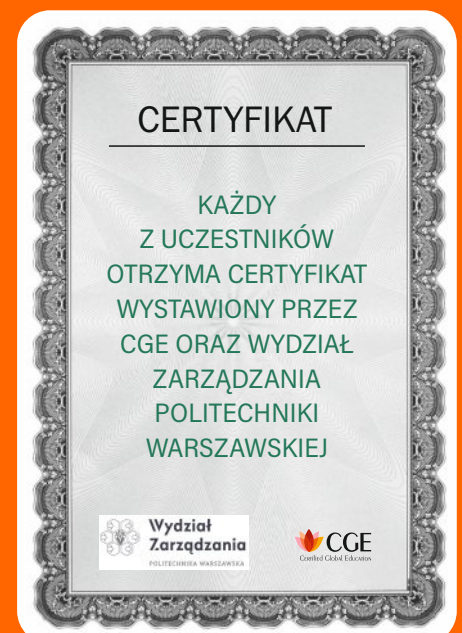 CERTYFIKAT
KAŻDY
Z UCZESTNIKÓW
OTRZYMA CERTYFIKAT
WYSTAWIONY PRZEZ
CGE ORAZ WYDZIAŁ
ZARZĄDZANIA
POLITECHNIKI
WARSZAWSKIEJ
Wydział
Zarządzania
POLITECHNIKA WARSZAWSKA
CGE
Certified Global Education